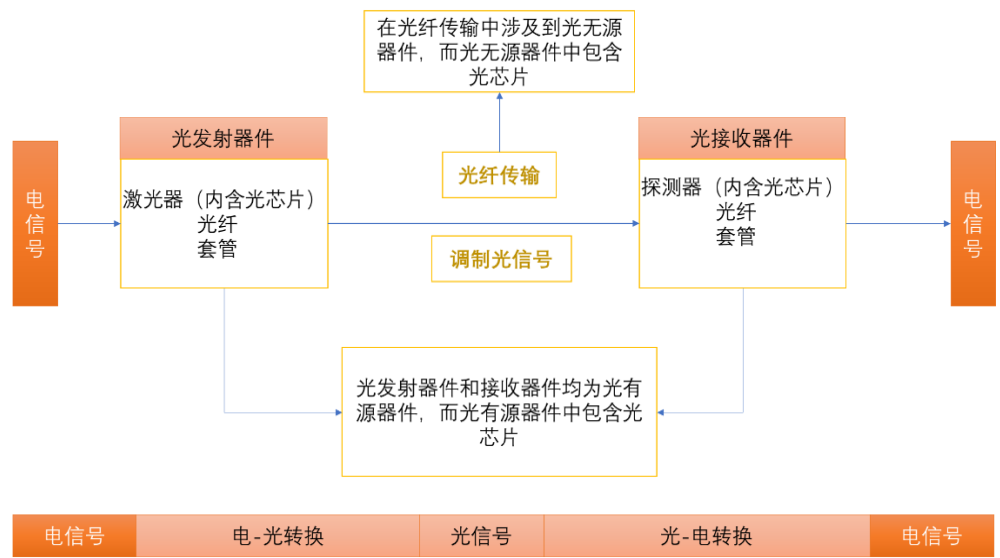 在光纤传输中涉及到光无源
器件，而光无源器件中包含
光芯片
光发射器件
光接收器件
电信号
激光器（内含光芯片）
光纤
套管
光纤传输
调制光信号
探测器（内含光芯片）
光纤
套管
电信号
光发射器件和接收器件均为光有
源器件，而光有源器件中包含光
芯片
电信号
电-光转换
光信号
光-电转换
电信号